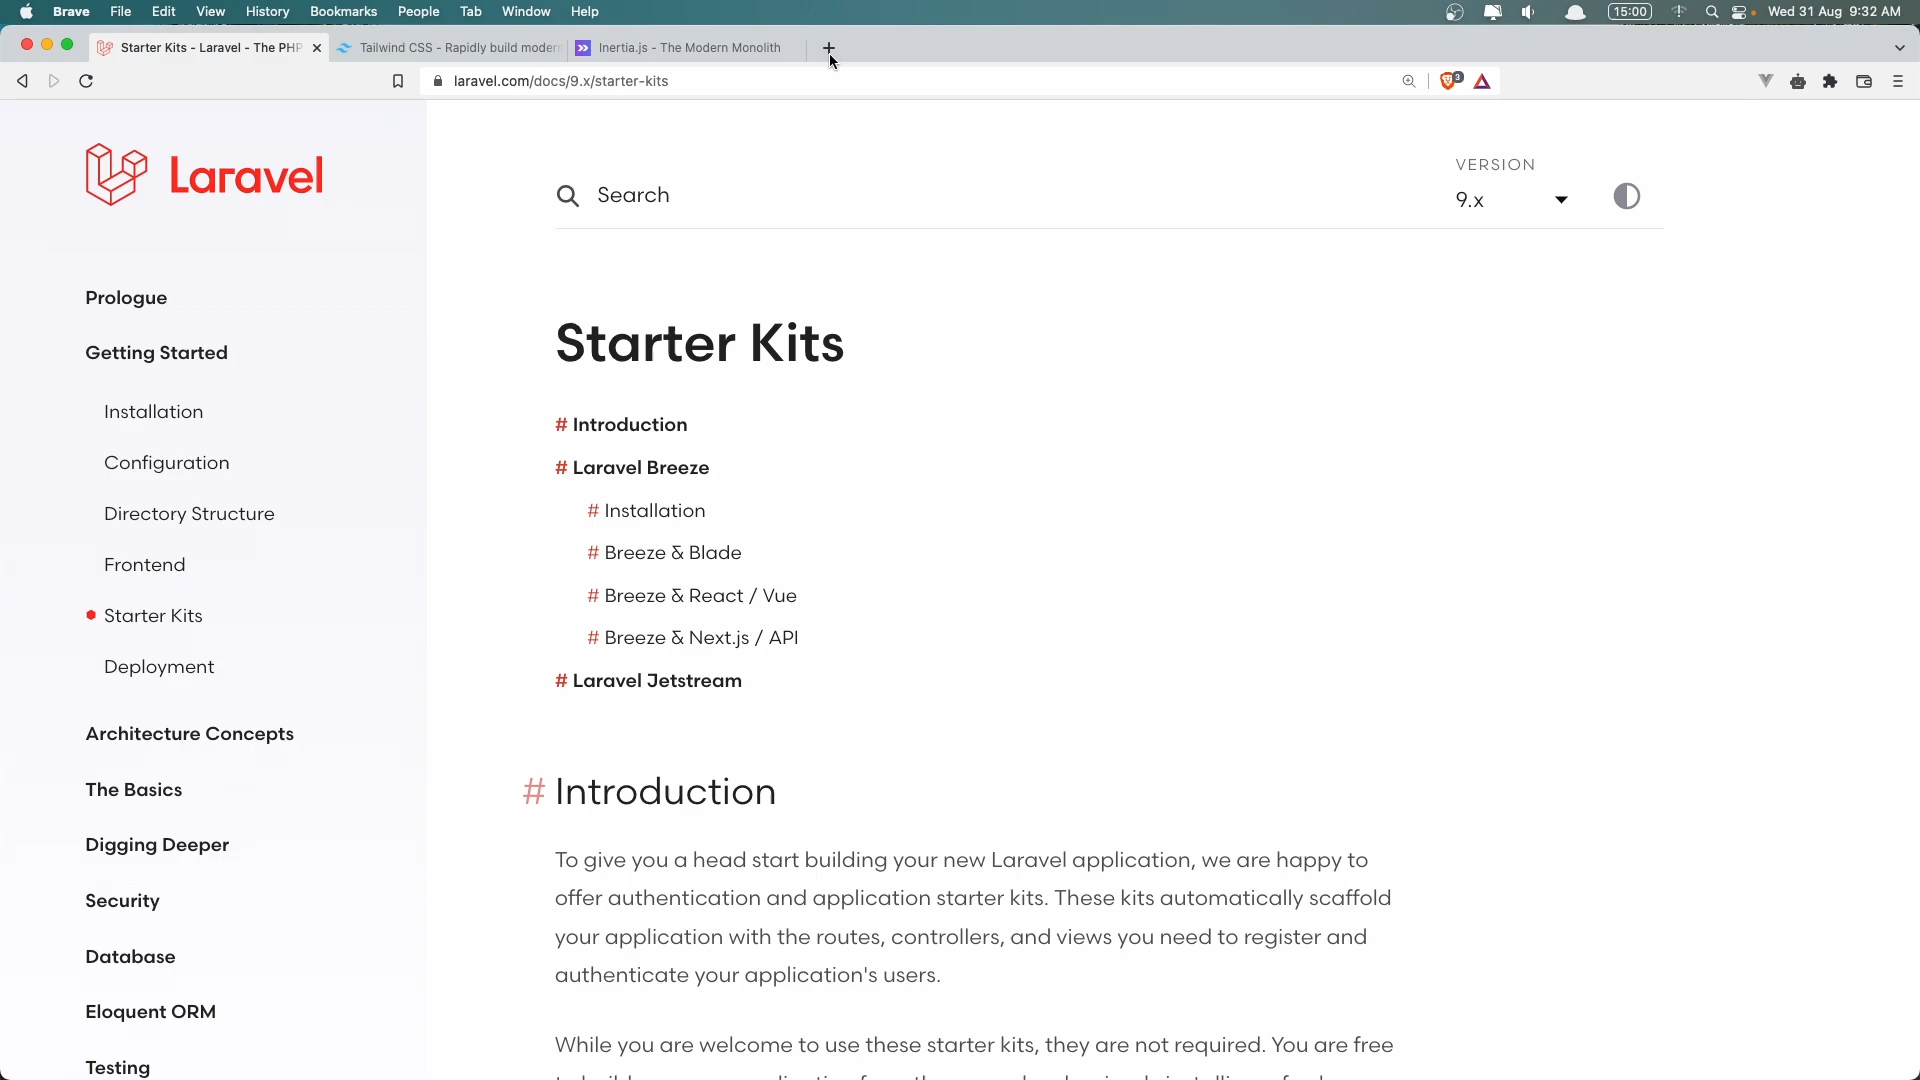 Brave File Edit View History Bookmarks People Tab Window Help 15:00 Wed 31 Aug 9:32 AM
Starter Kits - Laravel - The PHP Tailwind CSS - Rapidly build modern Inertia.js - The Modern Monolith
laravel.com/docs/9.x/starter-kits 3
Laravel
Prologue
Getting Started
Installation
Configuration
Directory Structure
Frontend
Starter Kits
Deployment
Architecture Concepts
The Basics
Digging Deeper
Security
Database
Eloquent ORM
Testing
Search
VERSION
9.x
Starter Kits
# Introduction
# Laravel Breeze
# Installation
# Breeze & Blade
# Breeze & React / Vue
# Breeze & Next.js / API
# Laravel Jetstream
# Introduction
To give you a head start building your new Laravel application, we are happy to
offer authentication and application starter kits. These kits automatically scaffold
your application with the routes, controllers, and views you need to register and
authenticate your application's users.
While you are welcome to use these starter kits, they are not required. You are free